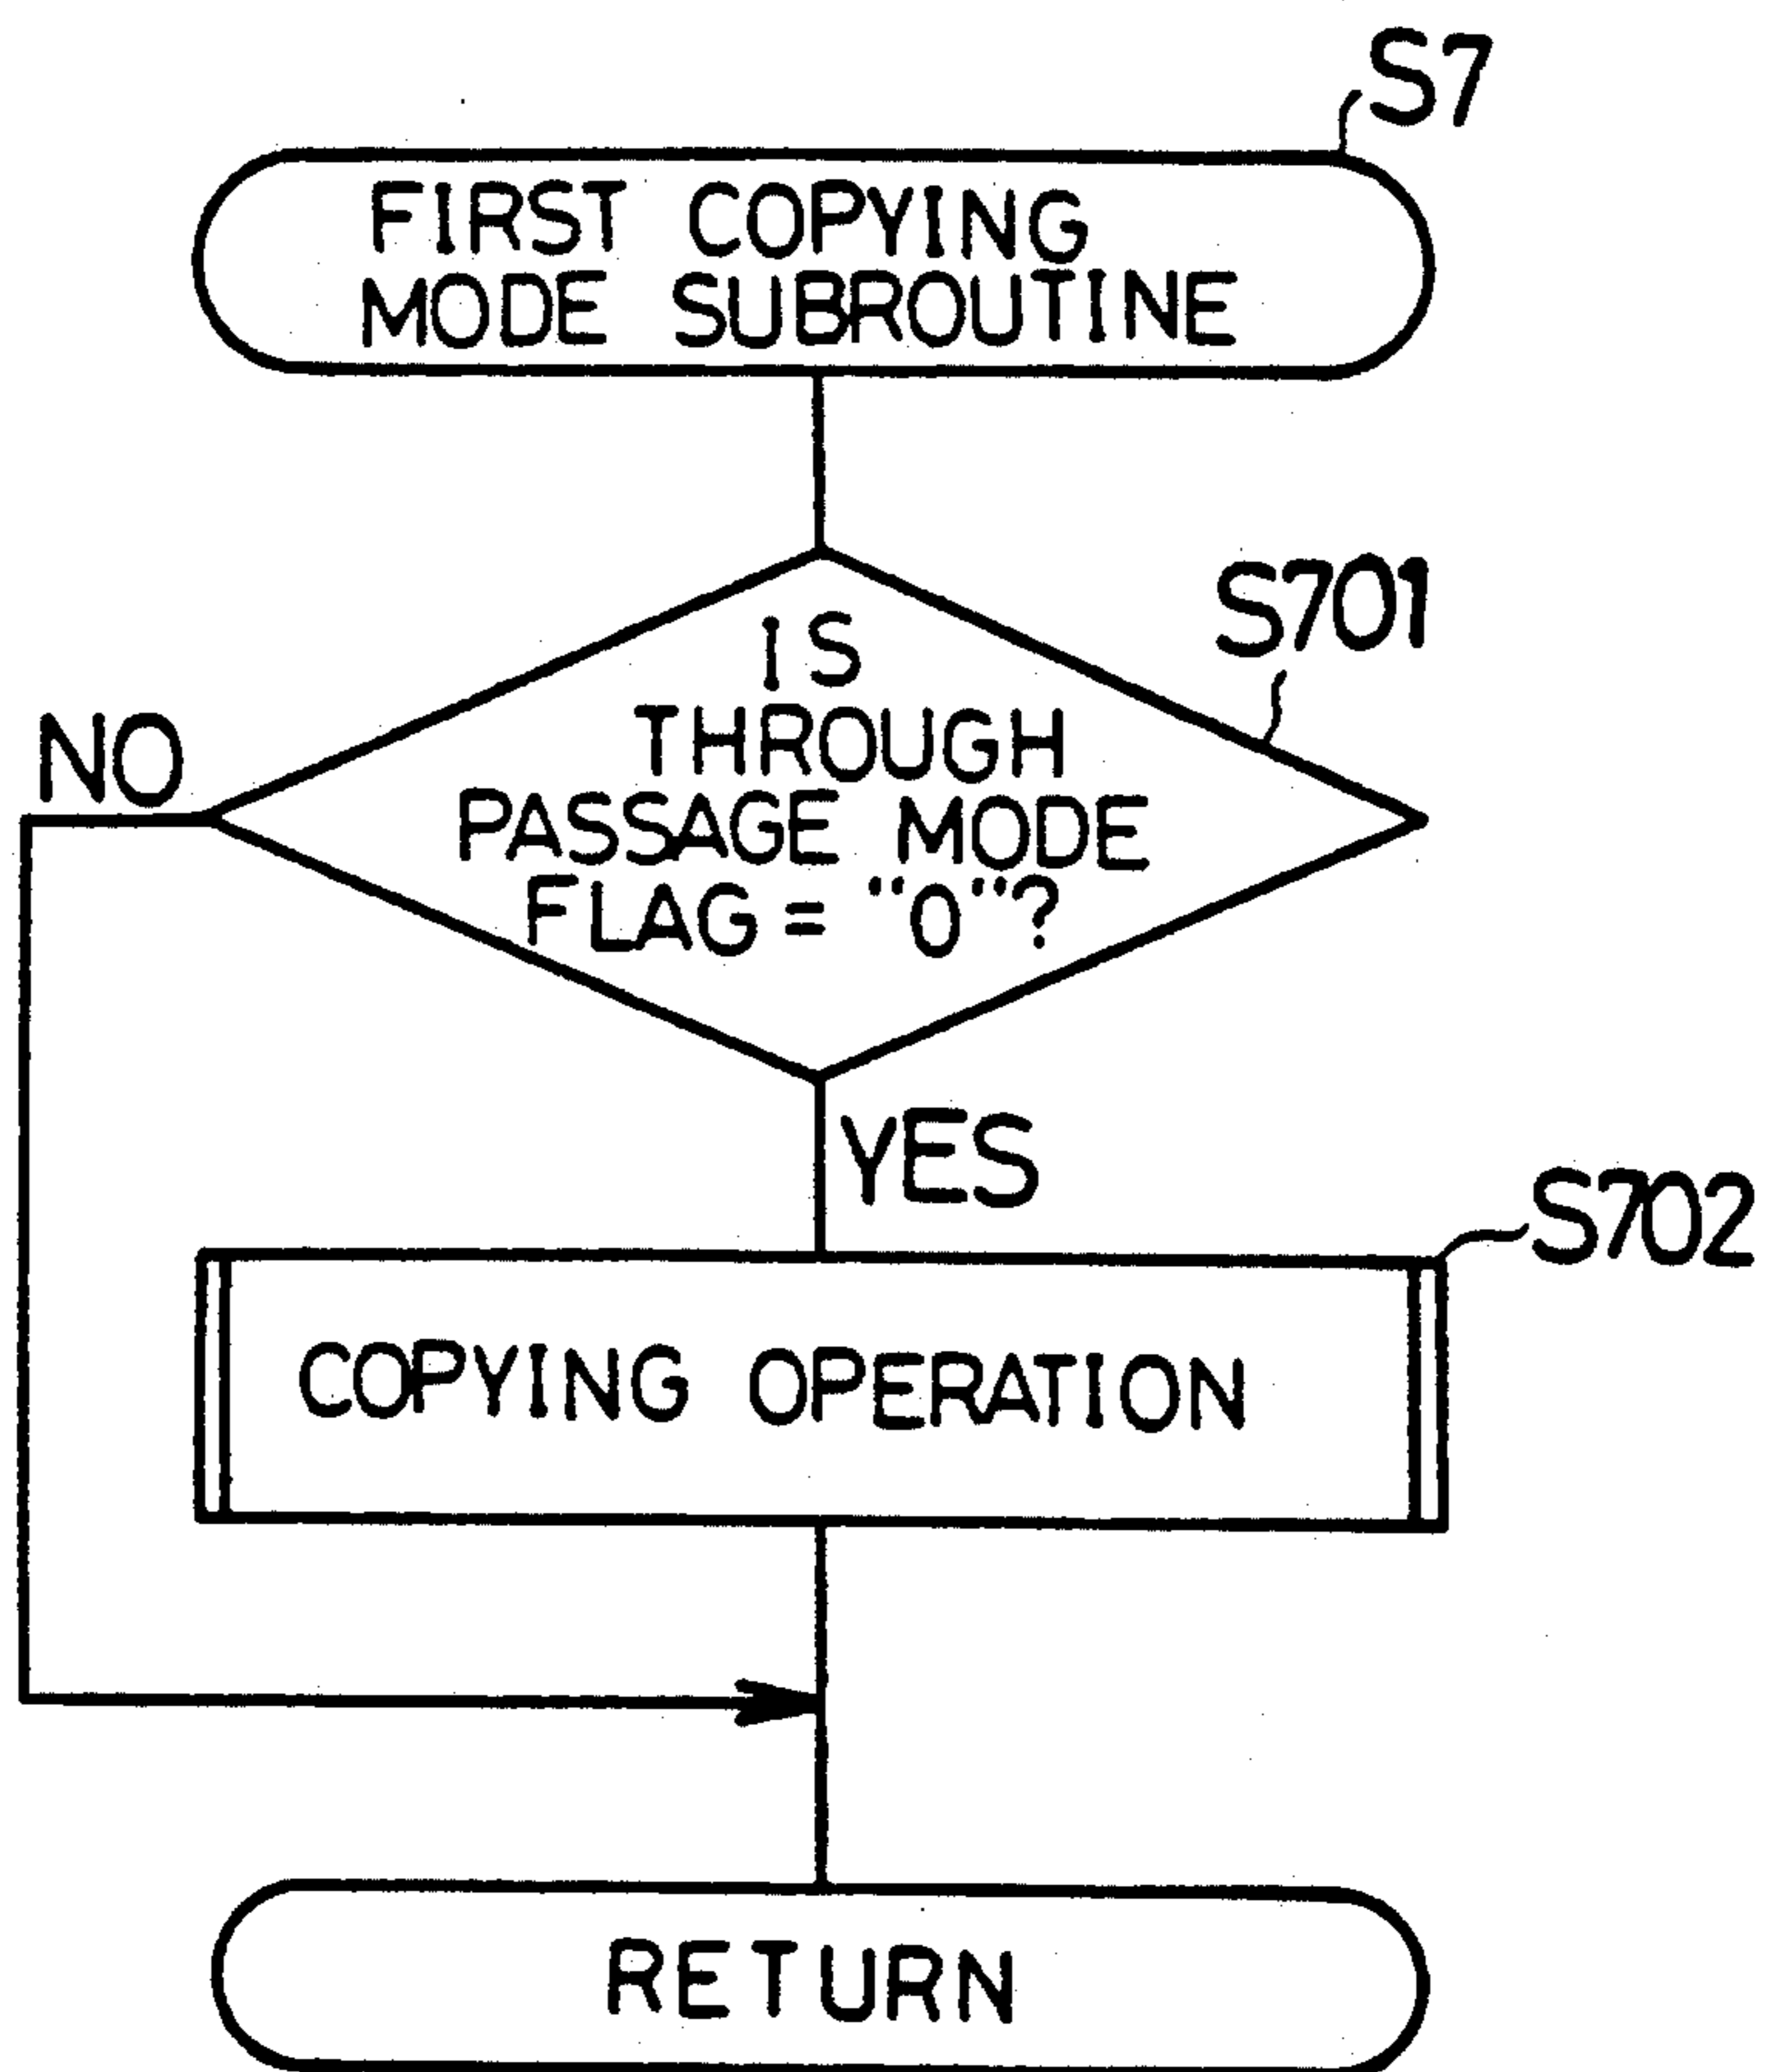 S7
FIRST COPYING
MODE SUBROUTINE
S701
IS
THROUGH
PASSAGE MODE
FLAG = "0"?
NO
YES
S702
COPYING OPERATION
RETURN